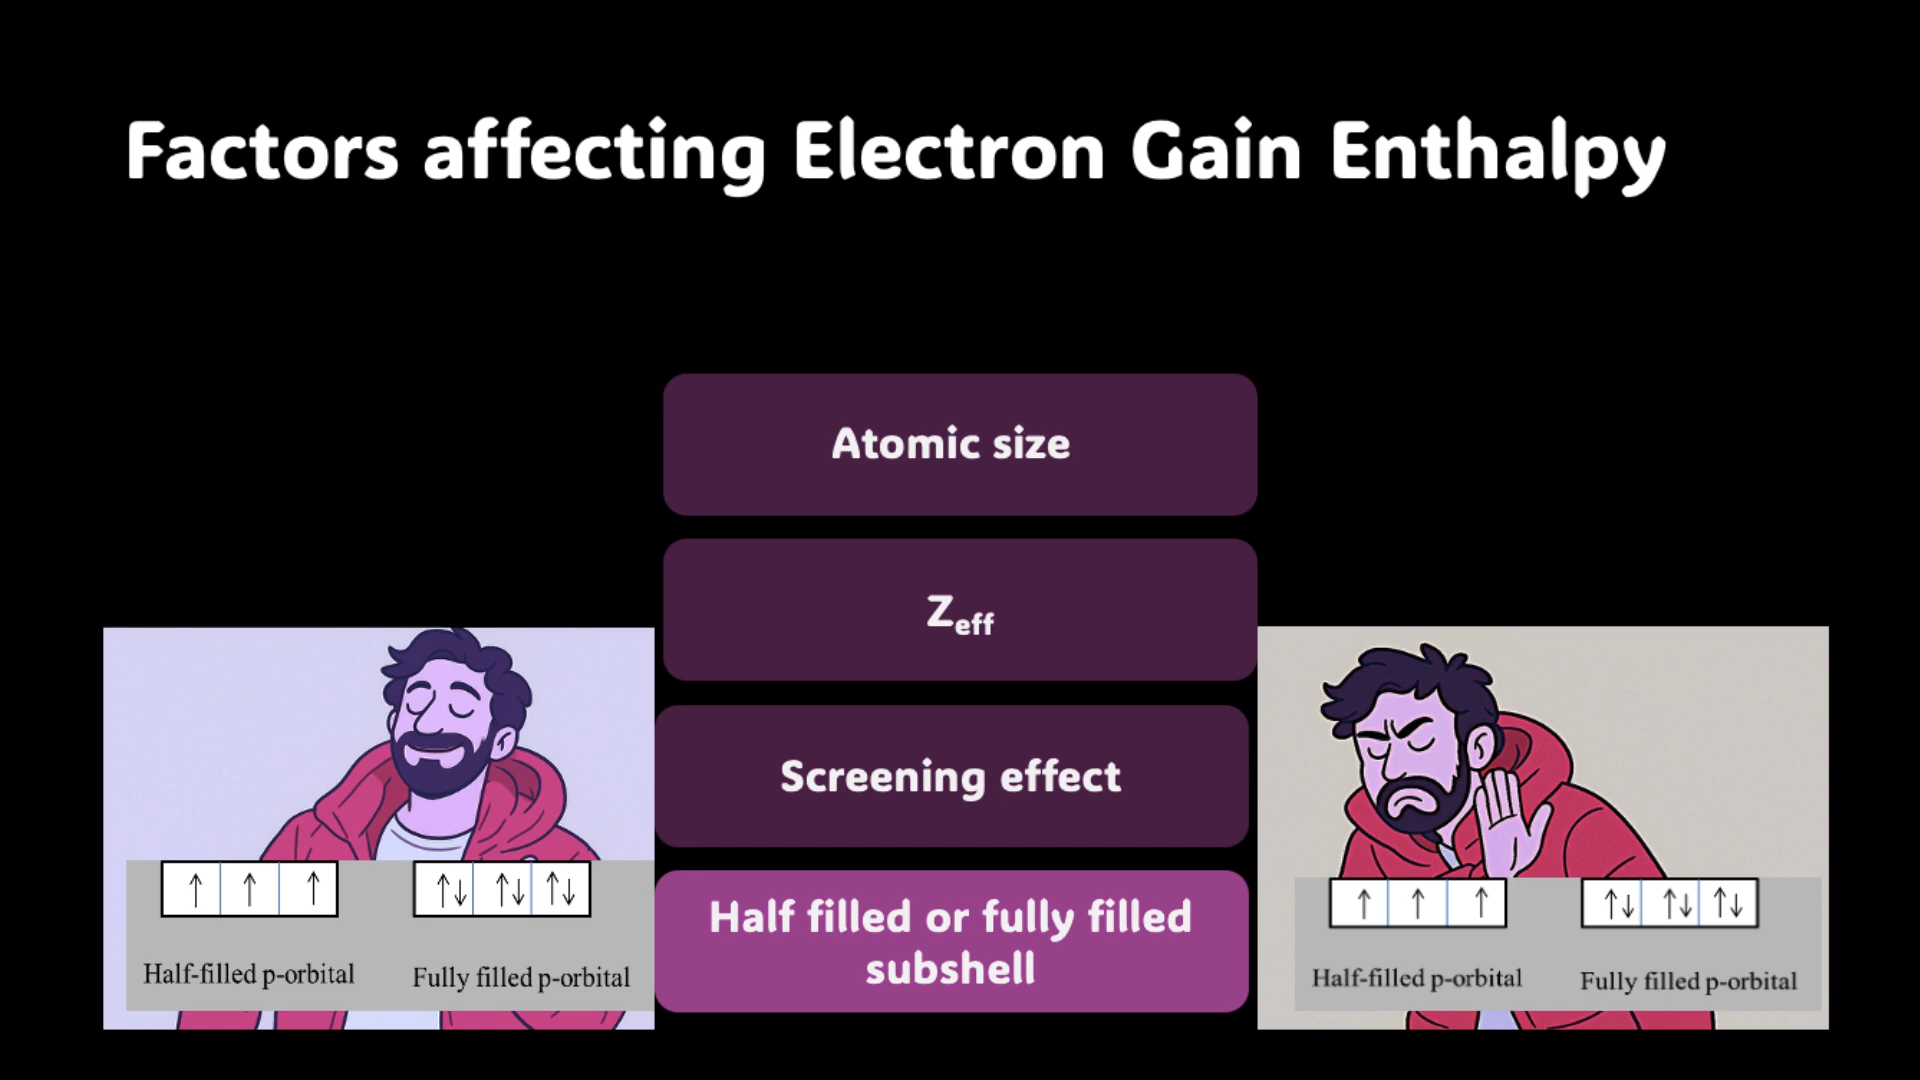 Factors affecting Electron Gain Enthalpy
Atomic size
Zeff
Screening effect
Half filled or fully filled
subshell
Half-filled p-orbital
Fully filled p-orbital
Half-filled p-orbital
Fully filled p-orbital